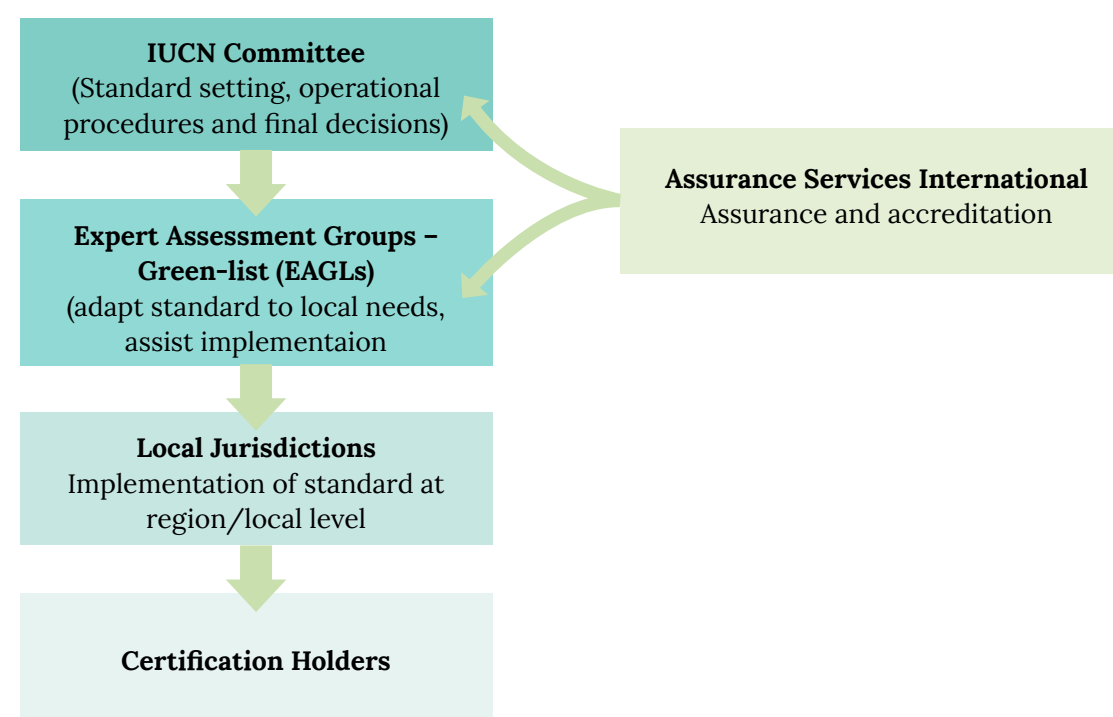 IUCN Committee
(Standard setting, operational
procedures and final decisions)
Expert Assessment Groups –
Green-list (EAGLs)
(adapt standard to local needs,
assist implementaion
Local Jurisdictions
Implementation of standard at
region/local level
Certification Holders
Assurance Services International
Assurance and accreditation